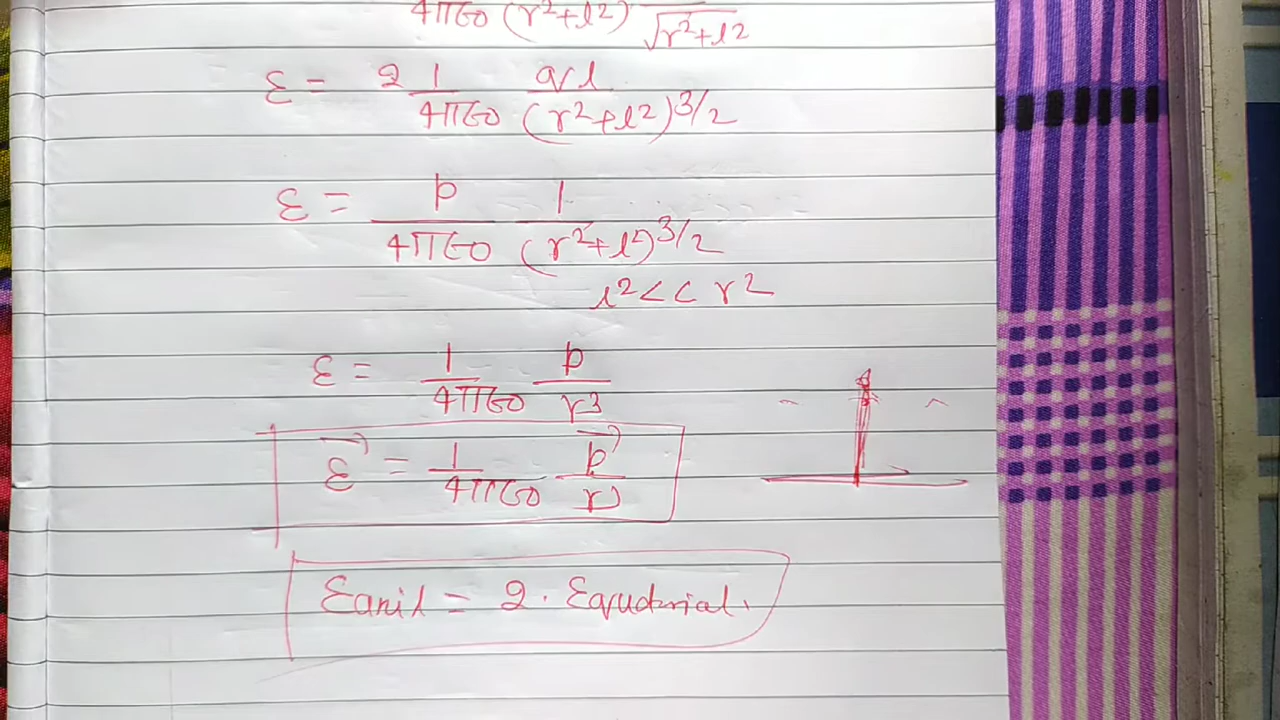 4πϵ0 (r²+l²) √r²+l²
ε = 2 1/4πϵ0 ql/(r²+l²)3/2
ε = p/4πϵ0 1/(r²+l²)3/2
l²<< r²
ε = 1/4πϵ0 p/r3
ε⃗ = 1/4πϵ0 p⃗/r3
Eaxil = 2 . Equatorial.